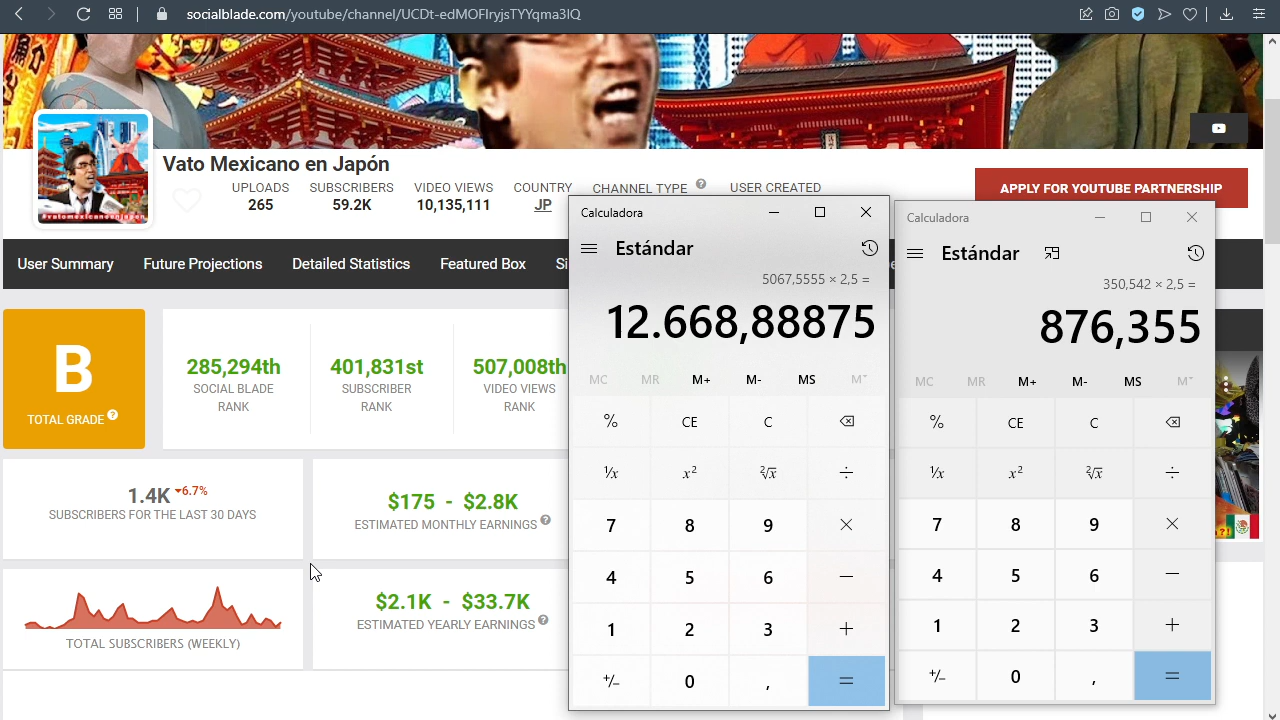 socialblade.com/youtube/channel/UCDt-edMOFIryjsTYYqma3lQ
Vato Mexicano en Japón
#vatomexicanoenjapon
UPLOADS
265
SUBSCRIBERS
59.2K
VIDEO VIEWS
10,135,111
COUNTRY
JP
CHANNEL TYPE ?
USER CREATED
APPLY FOR YOUTUBE PARTNERSHIP
User Summary
Future Projections
Detailed Statistics
Featured Box
Si
B
TOTAL GRADE ?
285,294th
SOCIAL BLADE
RANK
401,831st
SUBSCRIBER
RANK
507,008th
VIDEO VIEWS
RANK
1.4K -6.7%
SUBSCRIBERS FOR THE LAST 30 DAYS
$175 - $2.8K
ESTIMATED MONTHLY EARNINGS ?
TOTAL SUBSCRIBERS (WEEKLY)
$2.1K - $33.7K
ESTIMATED YEARLY EARNINGS ?
Calculadora
Estándar
5067,5555 × 2,5 =
12.668,88875
MC MR M+ M- MS M˅
% CE C ⌫
¹/x x² ²√x ÷
7 8 9 ×
4 5 6 −
1 2 3 +
+/− 0 , =
Calculadora
Estándar
350,542 × 2,5 =
876,355
MC MR M+ M- MS M˅
% CE C ⌫
¹/x x² ²√x ÷
7 8 9 ×
4 5 6 −
1 2 3 +
+/− 0 , =